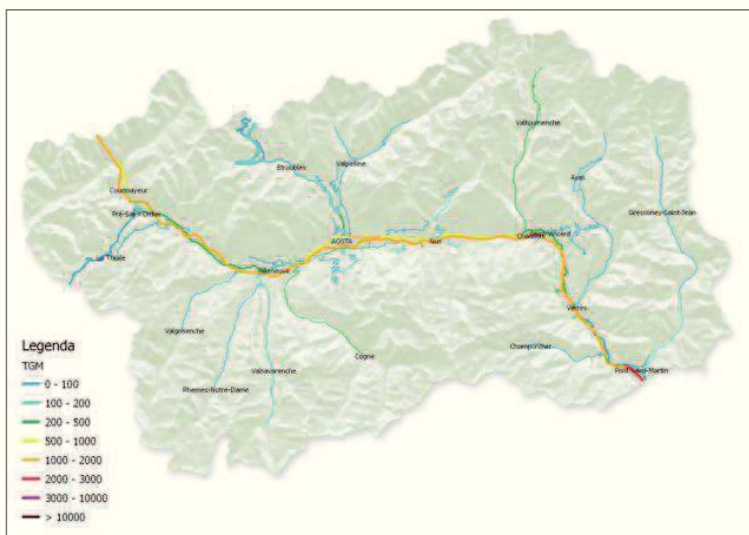 Valtournenche
Etroubles
Valpelline
Ayas
Courmayeur
Pré-Saint-Didier
Gressoney-Saint-Jean
AOSTA
Nus
Chatillon
Saint-Vincent
La Thuile
Villeneuve
Verres
Valgrisenche
Champorcher
Cogne
Pont-Saint-Martin
Valsavarenche
Rhemes-Notre-Dame
Legenda
TGM
0 - 100
100 - 200
200 - 500
500 - 1000
1000 - 2000
2000 - 3000
3000 - 10000
> 10000